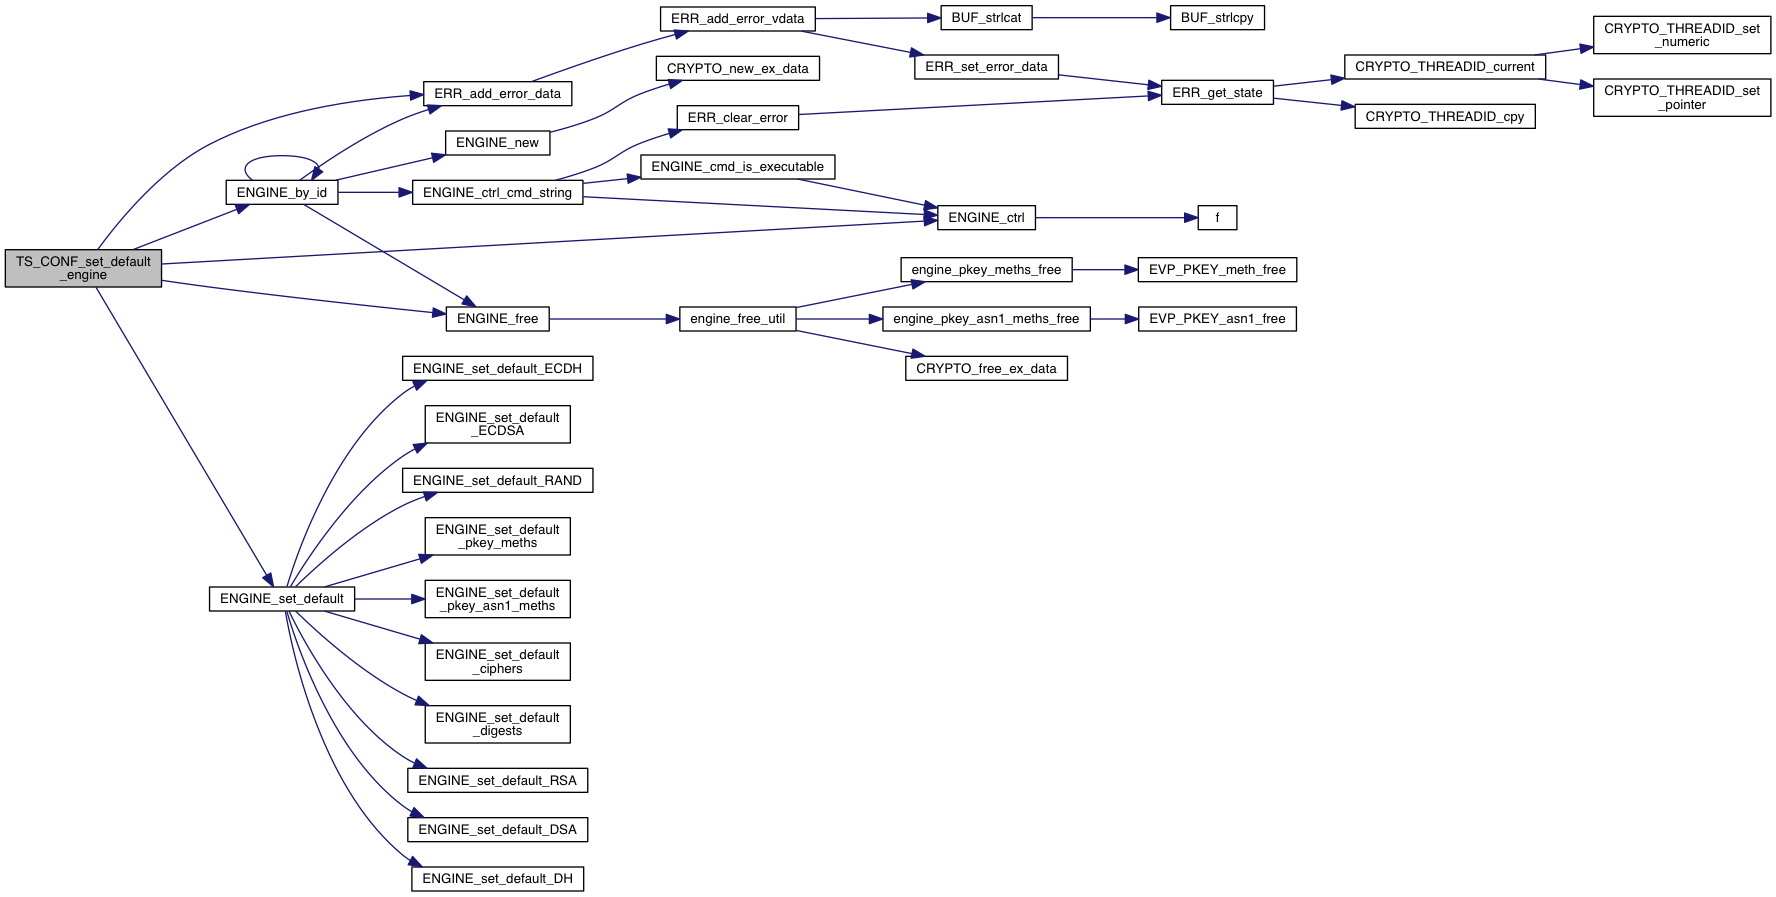 TS_CONF_set_default
_engine
ERR_add_error_data
ENGINE_by_id
ENGINE_new
ENGINE_ctrl_cmd_string
ENGINE_free
ENGINE_set_default
ERR_add_error_vdata
CRYPTO_new_ex_data
ERR_clear_error
ENGINE_cmd_is_executable
ENGINE_ctrl
f
BUF_strlcat
BUF_strlcpy
ERR_set_error_data
ERR_get_state
CRYPTO_THREADID_current
CRYPTO_THREADID_cpy
CRYPTO_THREADID_set
_numeric
CRYPTO_THREADID_set
_pointer
engine_free_util
engine_pkey_meths_free
EVP_PKEY_meth_free
engine_pkey_asn1_meths_free
EVP_PKEY_asn1_free
CRYPTO_free_ex_data
ENGINE_set_default_ECDH
ENGINE_set_default
_ECDSA
ENGINE_set_default_RAND
ENGINE_set_default
_pkey_meths
ENGINE_set_default
_pkey_asn1_meths
ENGINE_set_default
_ciphers
ENGINE_set_default
_digests
ENGINE_set_default_RSA
ENGINE_set_default_DSA
ENGINE_set_default_DH